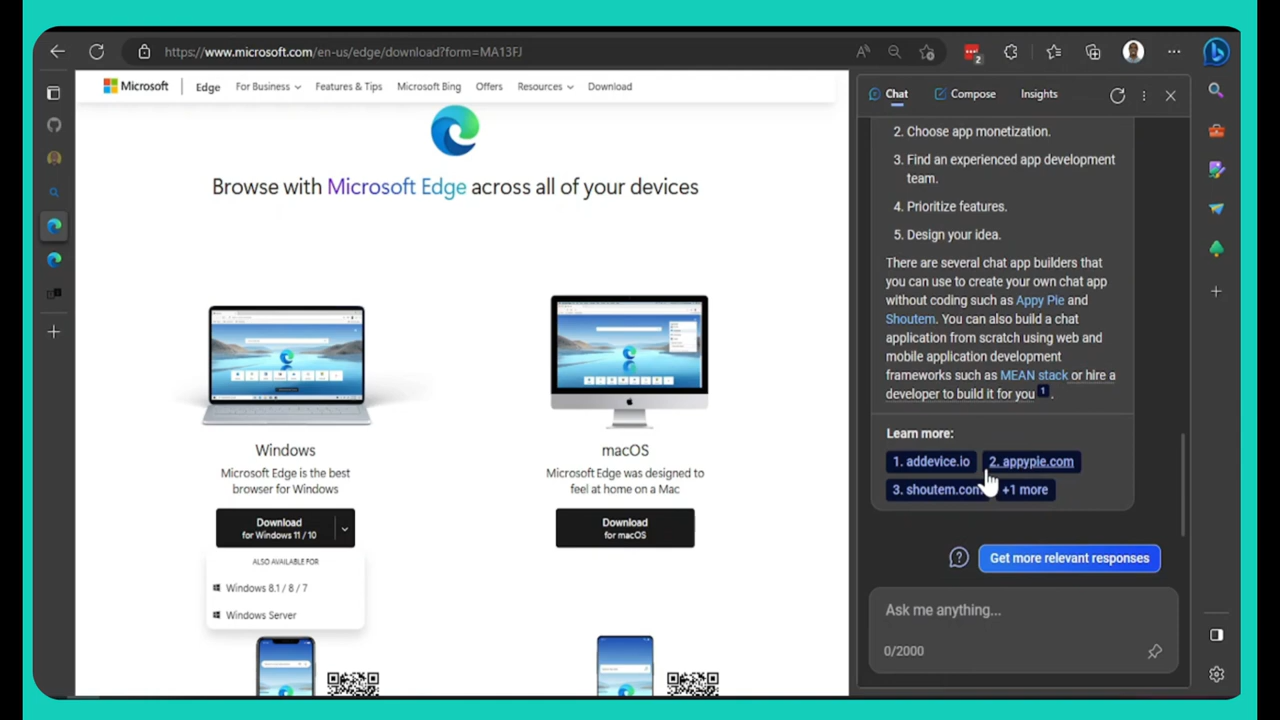 https://www.microsoft.com/en-us/edge/download?form=MA13FJ
2
Microsoft
Edge
For Business
Features & Tips
Microsoft Bing
Offers
Resources
Download
Browse with Microsoft Edge across all of your devices
Windows
Microsoft Edge is the best
browser for Windows
Download
for Windows 11 / 10
ALSO AVAILABLE FOR
Windows 8.1 / 8 / 7
Windows Server
macOS
Microsoft Edge was designed to
feel at home on a Mac
Download
for macOS
Chat
Compose
Insights
2. Choose app monetization.
3. Find an experienced app development
team.
4. Prioritize features.
5. Design your idea.
There are several chat app builders that
you can use to create your own chat app
without coding such as Appy Pie and
Shoutem. You can also build a chat
application from scratch using web and
mobile application development
frameworks such as MEAN stack or hire a
developer to build it for you 1 .
Learn more:
1. addevice.io
2. appypie.com
3. shoutem.com
+1 more
Get more relevant responses
Ask me anything...
0/2000